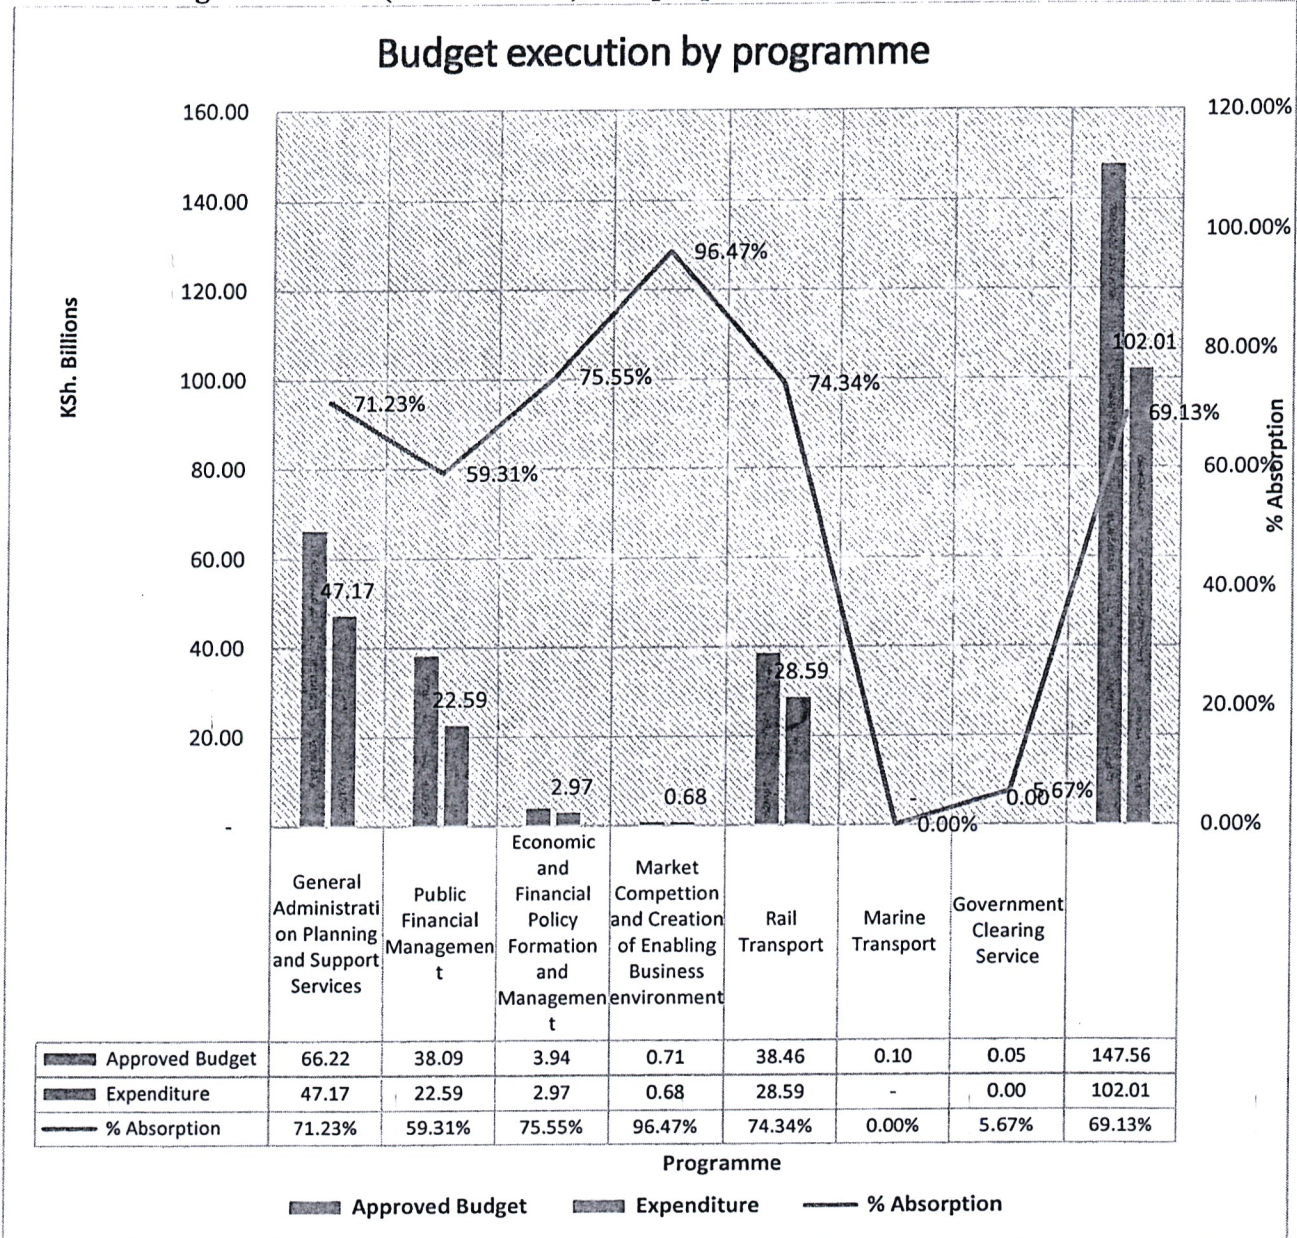 Budget execution by programme
160.00
140.00
120.00
100.00
80.00
60.00
40.00
20.00
-
KSh. Billions
120.00%
100.00%
80.00%
60.00%
40.00%
20.00%
0.00%
% Absorption
71.23%
59.31%
75.55%
96.47%
74.34%
0.00%
5.67%
69.13%
47.17
22.59
2.97
0.68
28.59
-
0.00
102.01
General
Administrati
on Planning
and Support
Services
Public
Financial
Managemen
t
Economic
and
Financial
Policy
Formation
and
Managemen
t
Market
Compettion
and Creation
of Enabling
Business
environment
Rail
Transport
Marine
Transport
Government
Clearing
Service
Approved Budget 66.22 38.09 3.94 0.71 38.46 0.10 0.05 147.56
Expenditure 47.17 22.59 2.97 0.68 28.59 - 0.00 102.01
% Absorption 71.23% 59.31% 75.55% 96.47% 74.34% 0.00% 5.67% 69.13%
Programme
Approved Budget Expenditure % Absorption